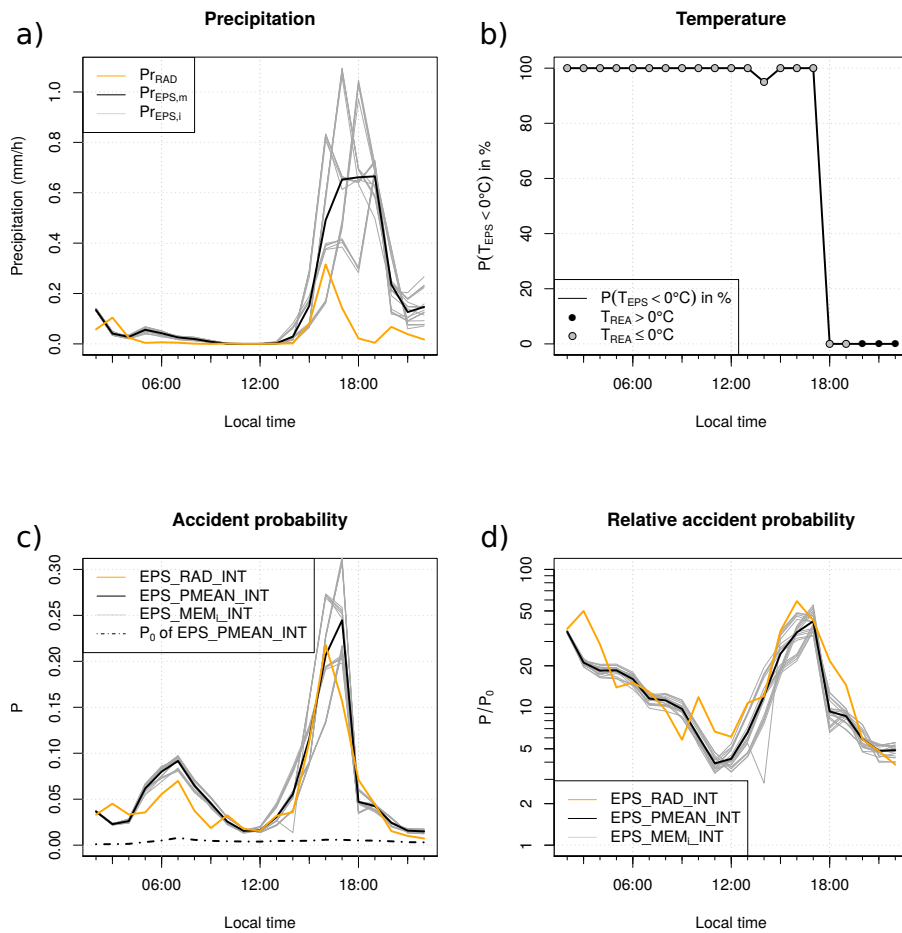 a)
Precipitation
Pr_RAD
Pr_EPS,m
Pr_EPS,i
Precipitation (mm/h)
1.0
0.8
0.6
0.4
0.2
0.0
06:00 12:00 18:00
Local time
b)
Temperature
P(T_EPS < 0°C) in %
100
80
60
40
20
0
P(T_EPS < 0°C) in %
T_REA > 0°C
T_REA ≤ 0°C
06:00 12:00 18:00
Local time
c)
Accident probability
EPS_RAD_INT
EPS_PMEAN_INT
EPS_MEM_i_INT
P_0 of EPS_PMEAN_INT
P
0.30
0.25
0.20
0.15
0.10
0.05
0.00
06:00 12:00 18:00
Local time
d)
Relative accident probability
P/P_0
100
50
20
10
5
2
1
EPS_RAD_INT
EPS_PMEAN_INT
EPS_MEM_i_INT
06:00 12:00 18:00
Local time